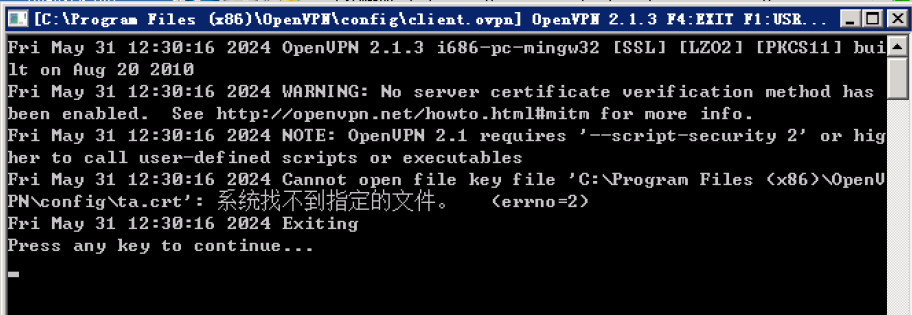 [C:\Program Files (x86)\OpenVPN\config\client.ovpn] OpenVPN 2.1.3 F4:EXIT F1:USR...
Fri May 31 12:30:16 2024 OpenVPN 2.1.3 i686-pc-mingw32 [SSL] [LZO2] [PKCS11] bui
lt on Aug 20 2010
Fri May 31 12:30:16 2024 WARNING: No server certificate verification method has
been enabled.  See http://openvpn.net/howto.html#mitm for more info.
Fri May 31 12:30:16 2024 NOTE: OpenVPN 2.1 requires '--script-security 2' or hig
her to call user-defined scripts or executables
Fri May 31 12:30:16 2024 Cannot open file key file 'C:\Program Files (x86)\OpenV
PN\config\ta.crt': 系统找不到指定的文件。   (errno=2)
Fri May 31 12:30:16 2024 Exiting
Press any key to continue...